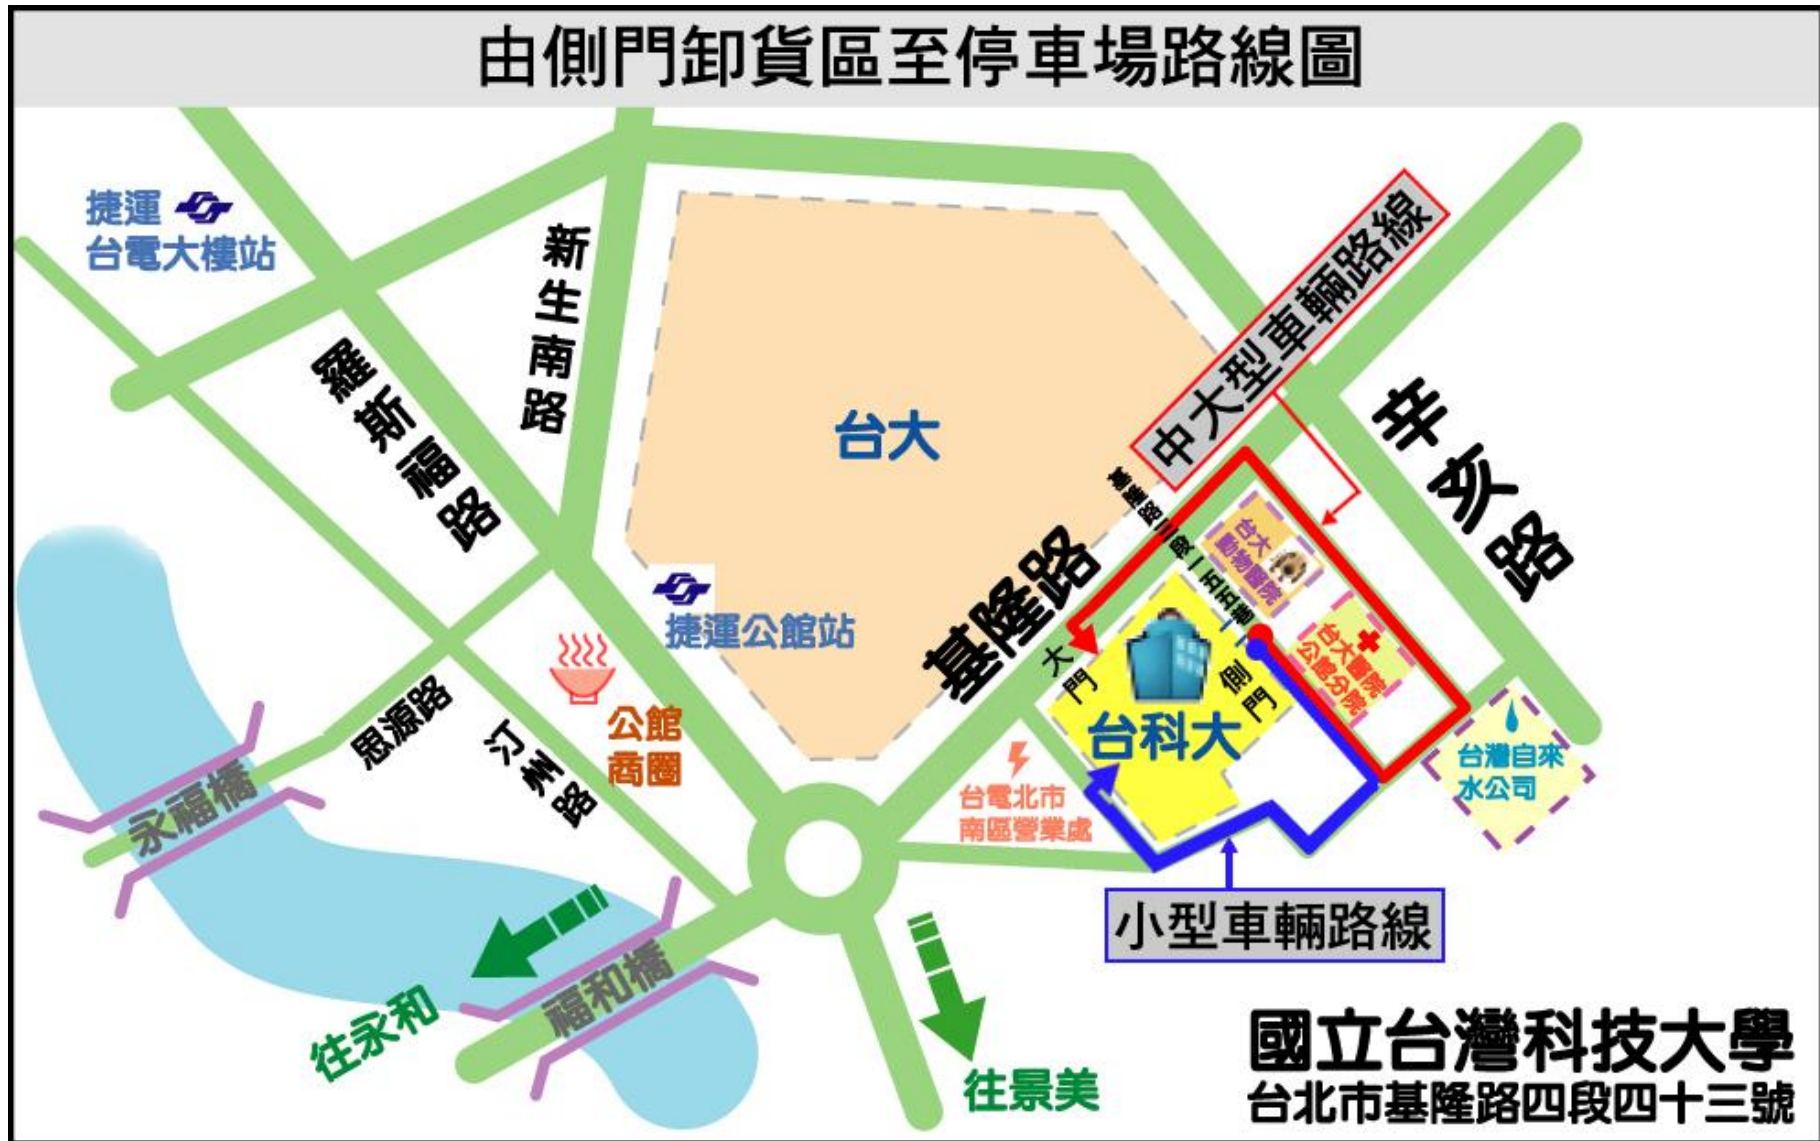 由側門卸貨區至停車場路線圖
捷運
台電大樓站
新生南路
羅斯福路
台大
中大型車輛路線
辛亥路
基隆路三段一五五巷
基隆路
台大
動物醫院
捷運公館站
大門
側門
台大醫院
公館分院
台科大
公館
商圈
思源路
汀州路
台電北市
南區營業處
台灣自來
水公司
永福橋
小型車輛路線
福和橋
往永和
往景美
國立台灣科技大學
台北市基隆路四段四十三號